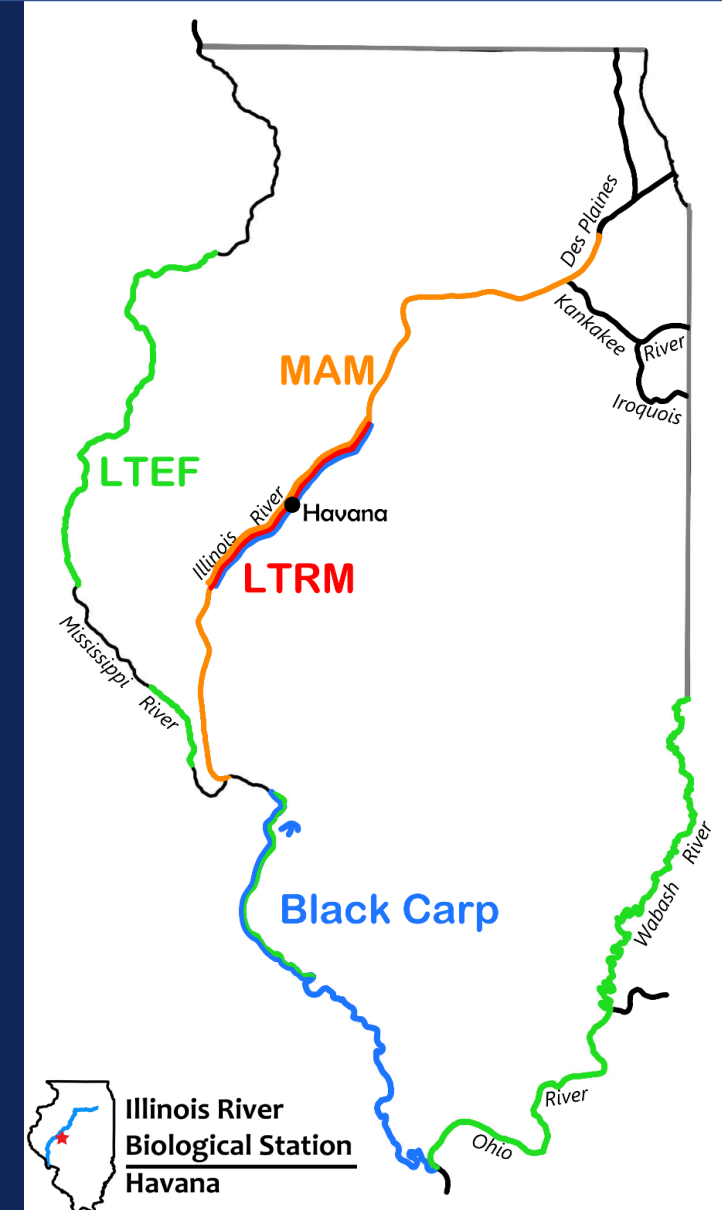 Des Plaines
Kankakee
River
Iroquois
MAM
LTEF
Illinois River
Havana
LTRM
Mississippi River
Black Carp
Wabash River
Ohio River
Illinois River
Biological Station
Havana